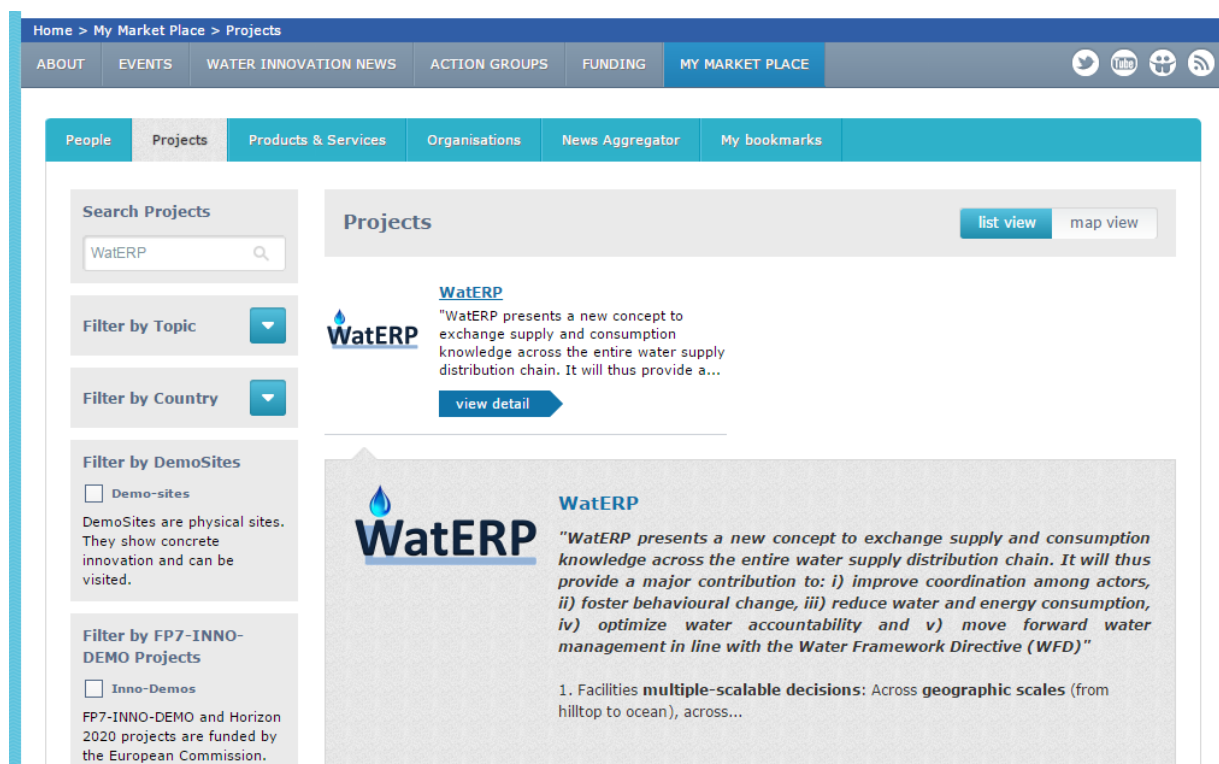 Home > My Market Place > Projects
ABOUT EVENTS WATER INNOVATION NEWS ACTION GROUPS FUNDING MY MARKET PLACE
You Tube
People Projects Products & Services Organisations News Aggregator My bookmarks
Search Projects
WatERP
Filter by Topic
Filter by Country
Filter by DemoSites
Demo-sites
DemoSites are physical sites.
They show concrete
innovation and can be
visited.
Filter by FP7-INNO-
DEMO Projects
Inno-Demos
FP7-INNO-DEMO and Horizon
2020 projects are funded by
the European Commission.
Projects
list view map view
WatERP
WatERP
"WatERP presents a new concept to
exchange supply and consumption
knowledge across the entire water supply
distribution chain. It will thus provide a...
view detail
WatERP
WatERP
"WatERP presents a new concept to exchange supply and consumption
knowledge across the entire water supply distribution chain. It will thus
provide a major contribution to: i) improve coordination among actors,
ii) foster behavioural change, iii) reduce water and energy consumption,
iv) optimize water accountability and v) move forward water
management in line with the Water Framework Directive (WFD)"
1. Facilities multiple-scalable decisions: Across geographic scales (from
hilltop to ocean), across...